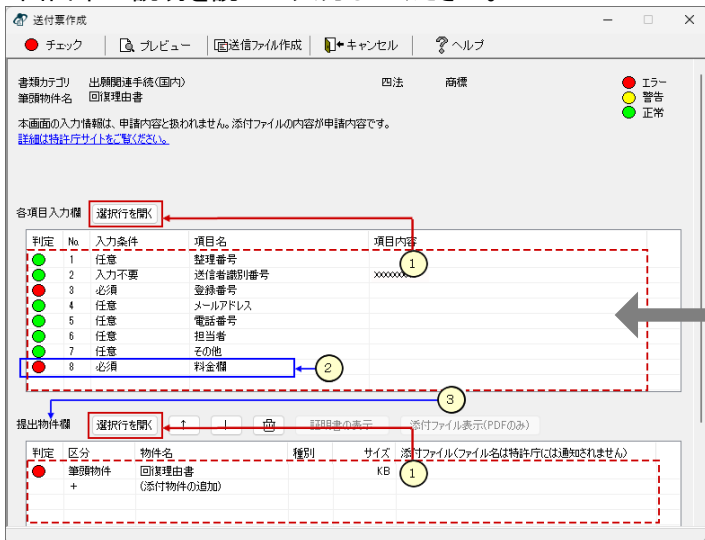 送付票作成
チェック プレビュー 送信ファイル作成 キャンセル ヘルプ
書類カテゴリ 出願関連手続(国内) 四法 商標 エラー
筆頭物件名 回復理由書 警告
正常
本画面の入力情報は、申請内容と扱われません。添付ファイルの内容が申請内容です。
詳細は特許庁サイトをご覧ください。
各項目入力欄 選択行を開く
判定 No. 入力条件 項目名 項目内容
1 任意 整理番号
1
2 入力不要 送信者識別番号
3 必須 登録番号
4 任意 メールアドレス
5 任意 電話番号
6 任意 担当者
7 任意 その他
8 必須 料金欄 2
3
提出物件欄 選択行を開く ↑ ↓ 証明書の表示 添付ファイル表示(PDFのみ)
判定 区分 物件名 種別 サイズ 添付ファイル(ファイル名は特許庁には通知されません)
筆頭物件 回復理由書 KB 1
+ (添付物件の追加)